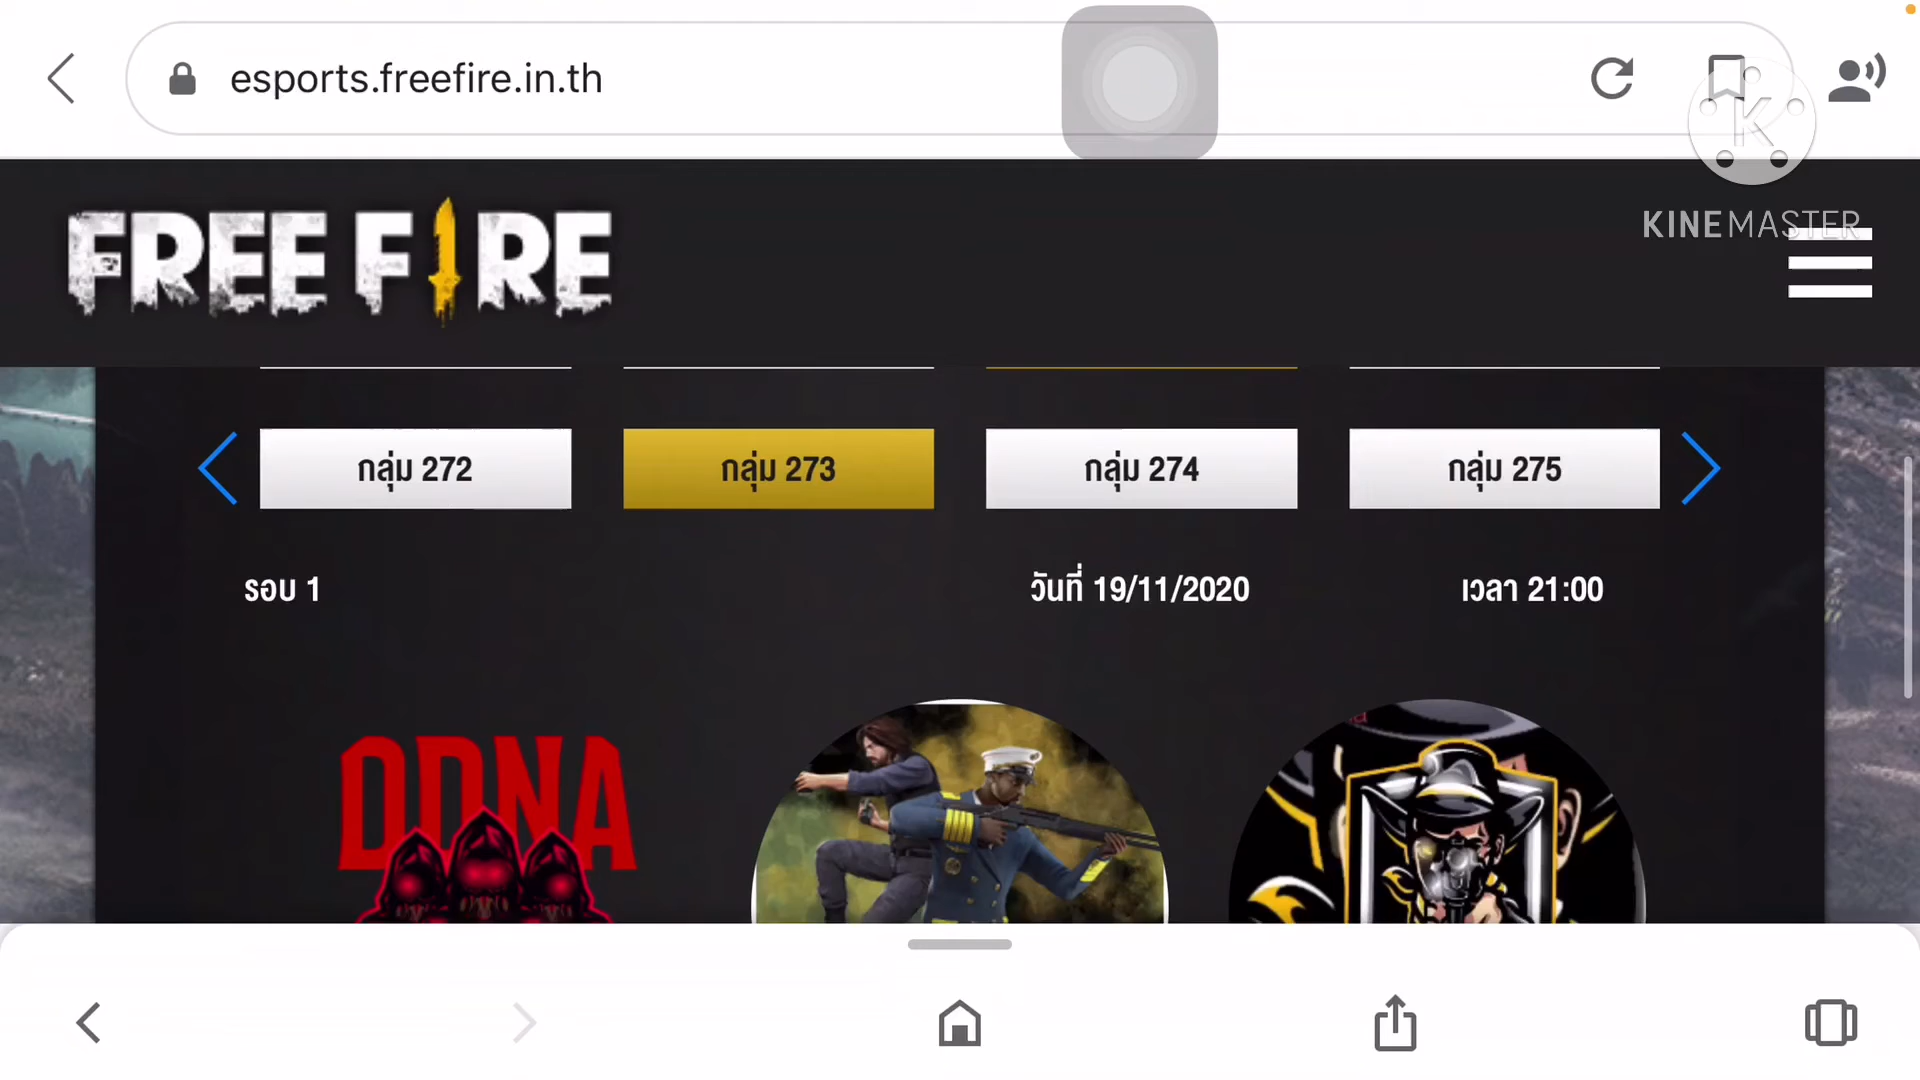 esports.freefire.in.th
KINEMASTER
FREE FIRE
กลุ่ม 272
กลุ่ม 273
กลุ่ม 274
กลุ่ม 275
รอบ 1
วันที่ 19/11/2020
เวลา 21:00
DDNA